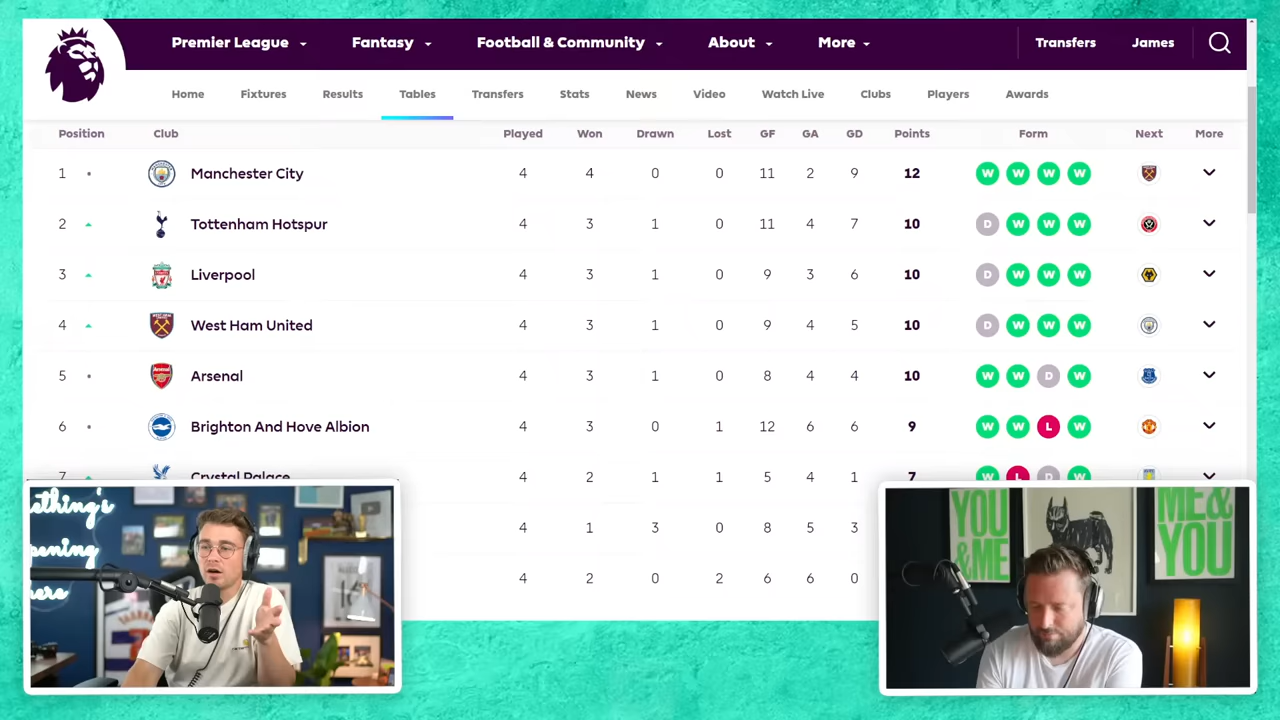 Premier League Fantasy Football & Community About More Transfers James
Home Fixtures Results Tables Transfers Stats News Video Watch Live Clubs Players Awards
Position Club Played Won Drawn Lost GF GA GD Points Form Next More
1 Manchester City 4 4 0 0 11 2 9 12 W W W W
2 Tottenham Hotspur 4 3 1 0 11 4 7 10 D W W W
3 Liverpool 4 3 1 0 9 3 6 10 D W W W
4 West Ham United 4 3 1 0 9 4 5 10 D W W W
5 Arsenal 4 3 1 0 8 4 4 10 W W D W
6 Brighton And Hove Albion 4 3 0 1 12 6 6 9 W W L W
7 Crystal Palace 4 2 1 1 5 4 1 7 W L D W
4 1 3 0 8 5 3
4 2 0 2 6 6 0
ething's
pening
here
YOU
&ME
ME&
YOU